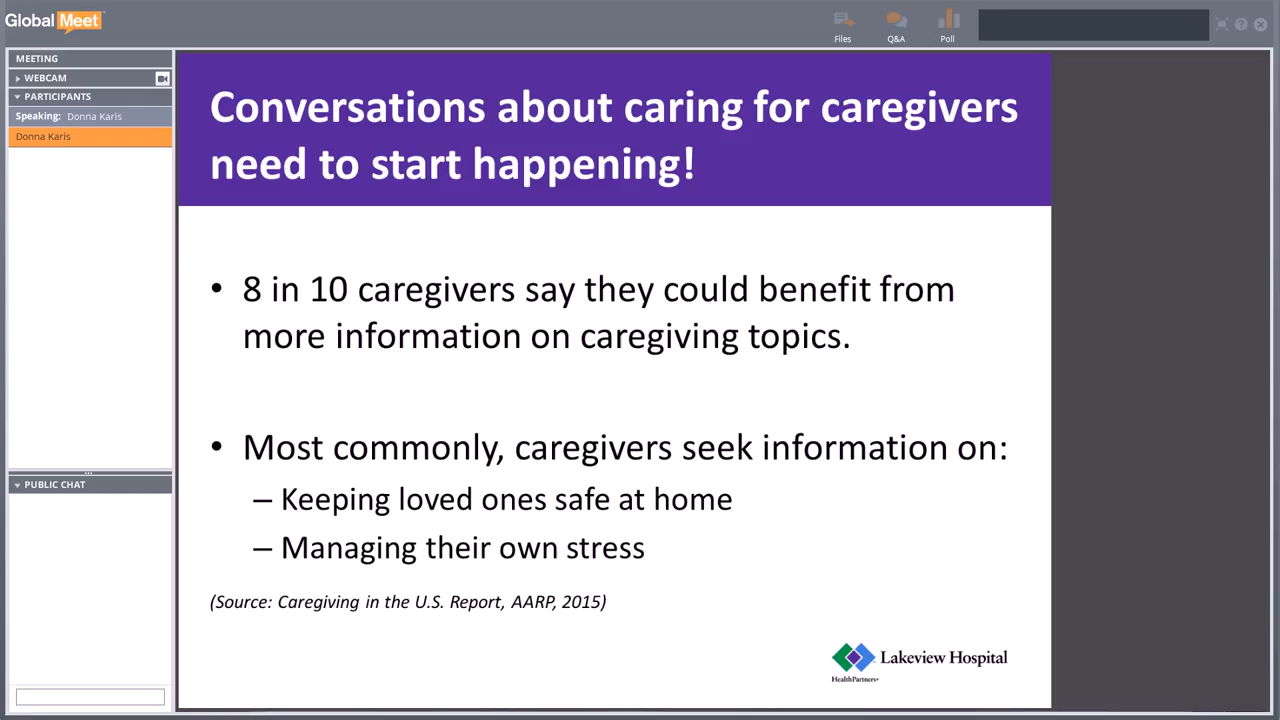 Global Meet
Files
Q&A
Poll
MEETING
WEBCAM
PARTICIPANTS
Speaking: Donna Karis
Donna Karis
PUBLIC CHAT
Conversations about caring for caregivers
need to start happening!
• 8 in 10 caregivers say they could benefit from
more information on caregiving topics.
• Most commonly, caregivers seek information on:
– Keeping loved ones safe at home
– Managing their own stress
(Source: Caregiving in the U.S. Report, AARP, 2015)
Lakeview Hospital
HealthPartners